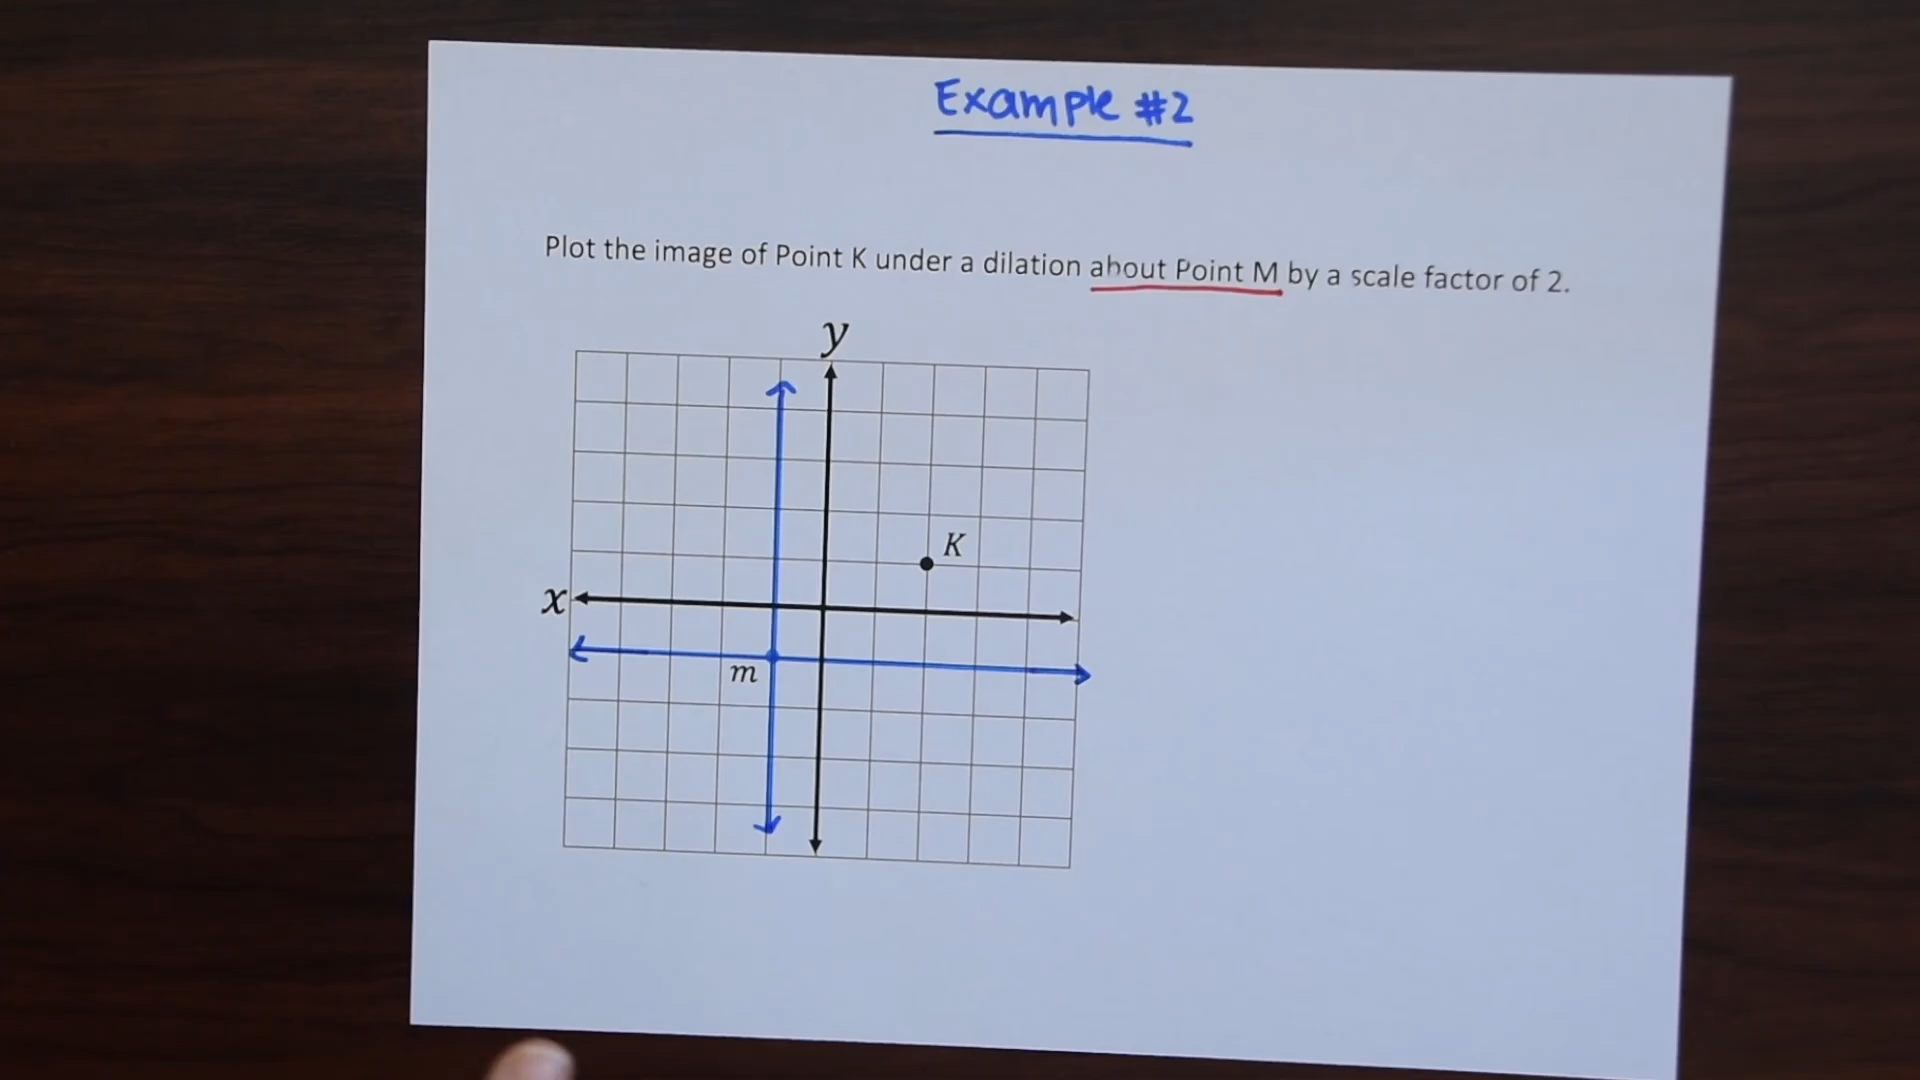 Example #2
Plot the image of Point K under a dilation about Point M by a scale factor of 2.
y
K
x
m